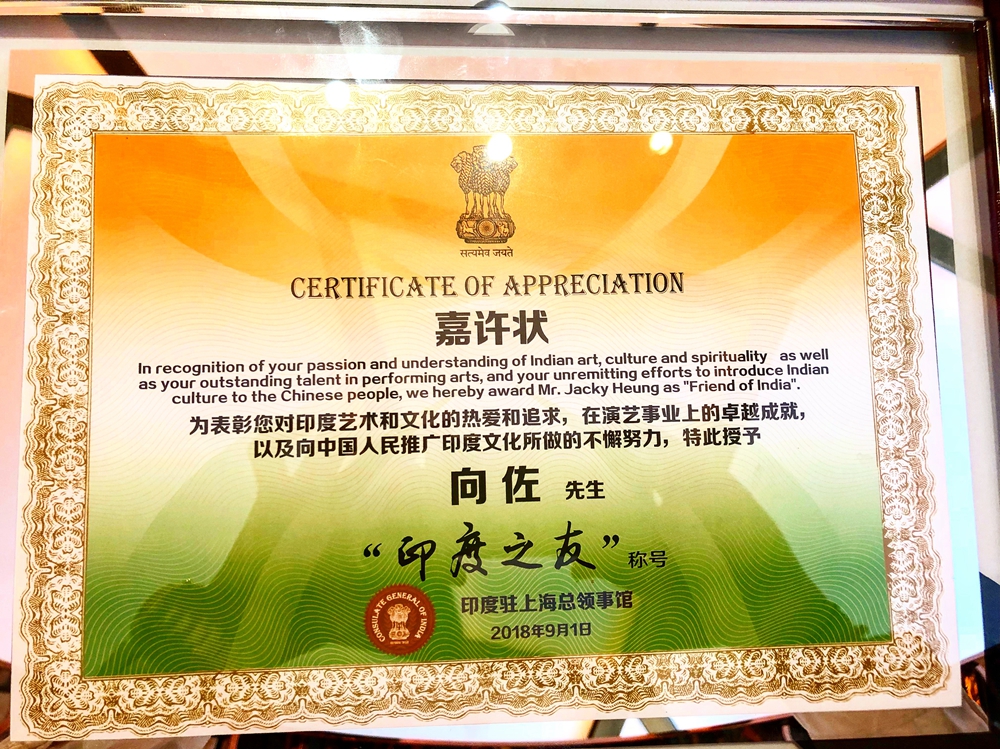 सत्यमेव जयते
CERTIFICATE OF APPRECIATION
嘉许状
In recognition of your passion and understanding of Indian art, culture and spirituality as well
as your outstanding talent in performing arts, and your unremitting efforts to introduce Indian
culture to the Chinese people, we hereby award Mr. Jacky Heung as "Friend of India".
为表彰您对印度艺术和文化的热爱和追求，在演艺事业上的卓越成就，
以及向中国人民推广印度文化所做的不懈努力，特此授予
向佐 先生
“印度之友”称号
CONSULATE GENERAL OF INDIA
印度驻上海总领事馆
2018年9月1日